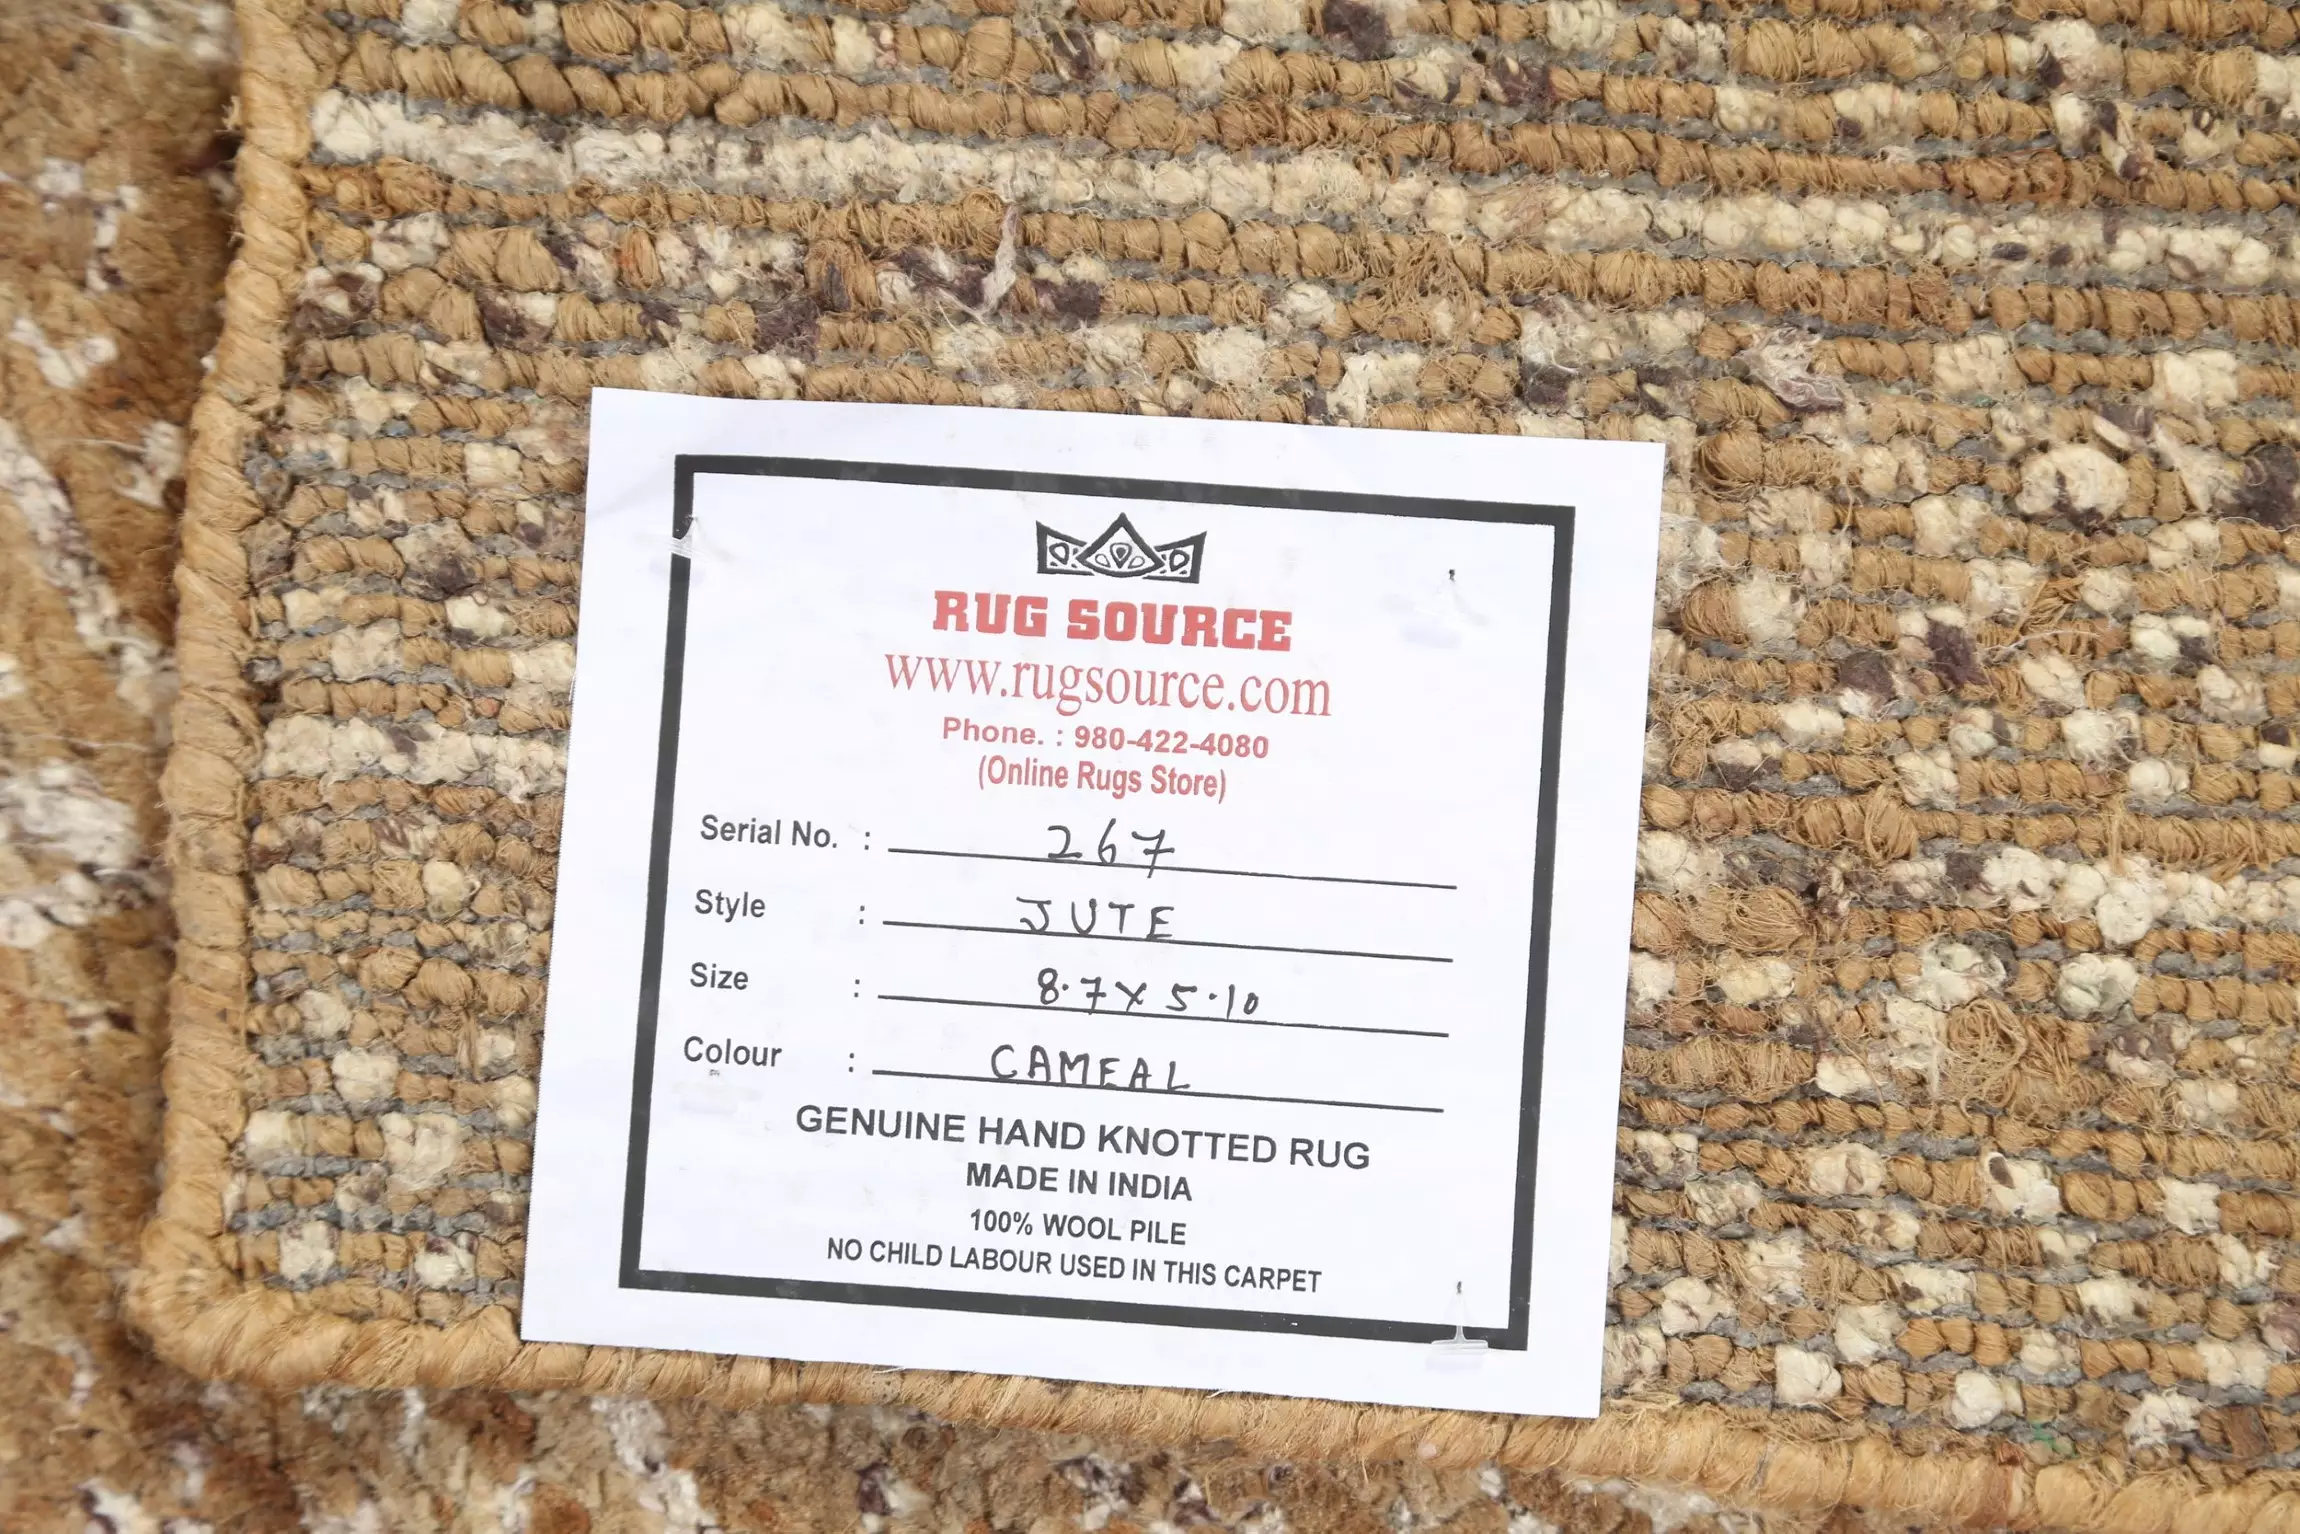 RUG SOURCE
www.rugsource.com
Phone. : 980-422-4080
(Online Rugs Store)
Serial No. : 267
Style : JUTE
Size : 8.7 x 5.10
Colour : CAMEAL
GENUINE HAND KNOTTED RUG
MADE IN INDIA
100% WOOL PILE
NO CHILD LABOUR USED IN THIS CARPET